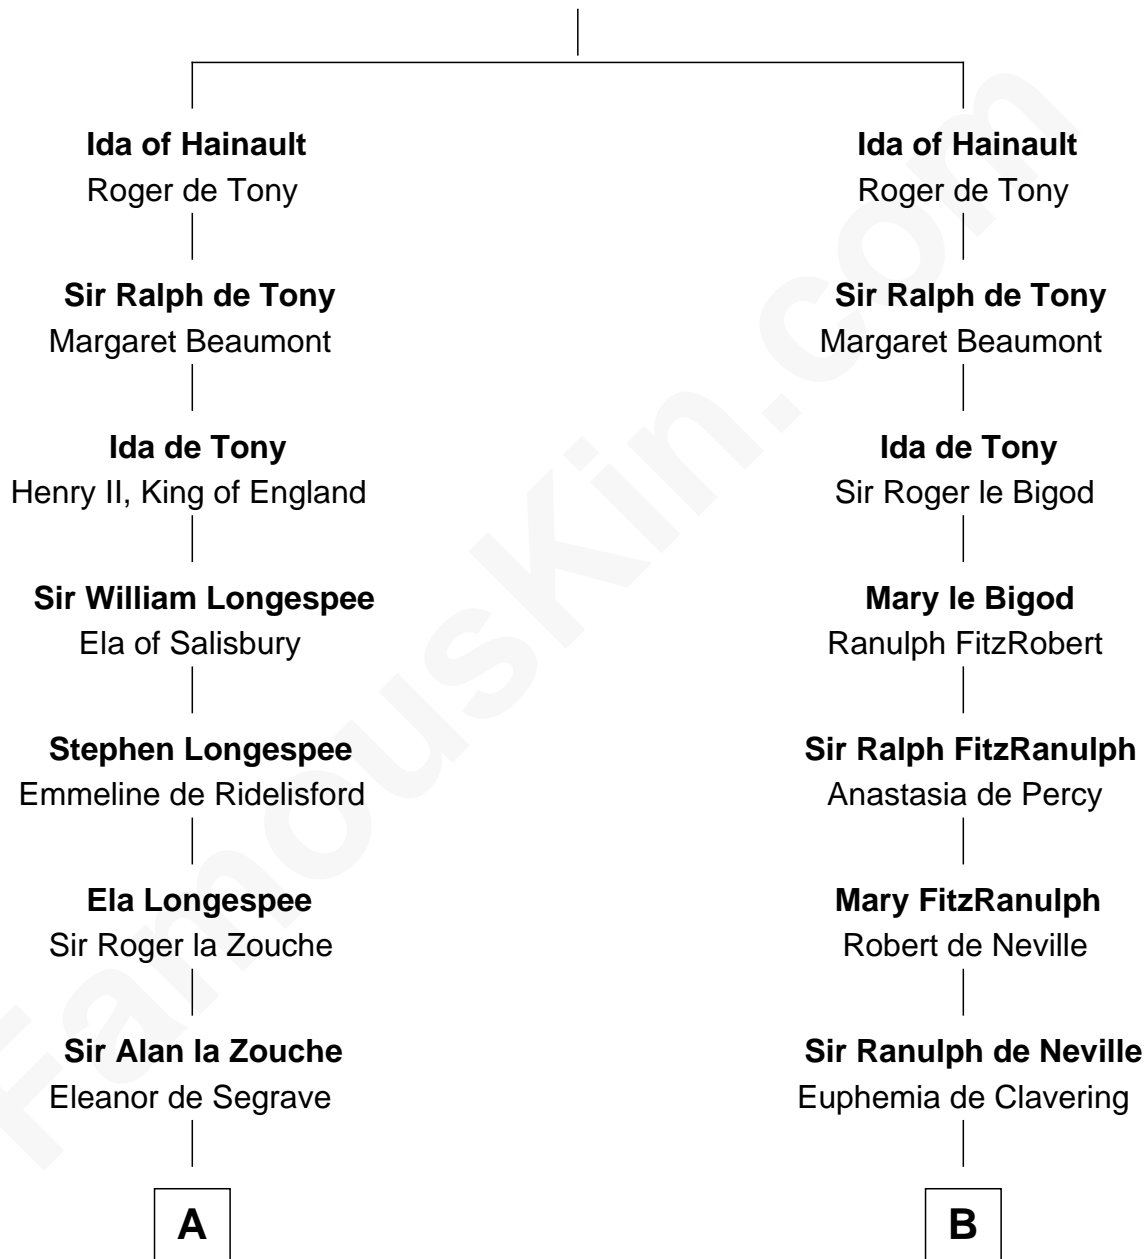 Ida of Hainault
Roger de Tony
Sir Ralph de Tony
Margaret Beaumont
Ida de Tony
Henry II, King of England
Sir William Longespee
Ela of Salisbury
Stephen Longespee
Emmeline de Ridelisford
Ela Longespee
Sir Roger la Zouche
Sir Alan la Zouche
Eleanor de Segrave
A
Ida of Hainault
Roger de Tony
Sir Ralph de Tony
Margaret Beaumont
Ida de Tony
Sir Roger le Bigod
Mary le Bigod
Ranulph FitzRobert
Sir Ralph FitzRanulph
Anastasia de Percy
Mary FitzRanulph
Robert de Neville
Sir Ranulph de Neville
Euphemia de Clavering
B
FamousKin.com